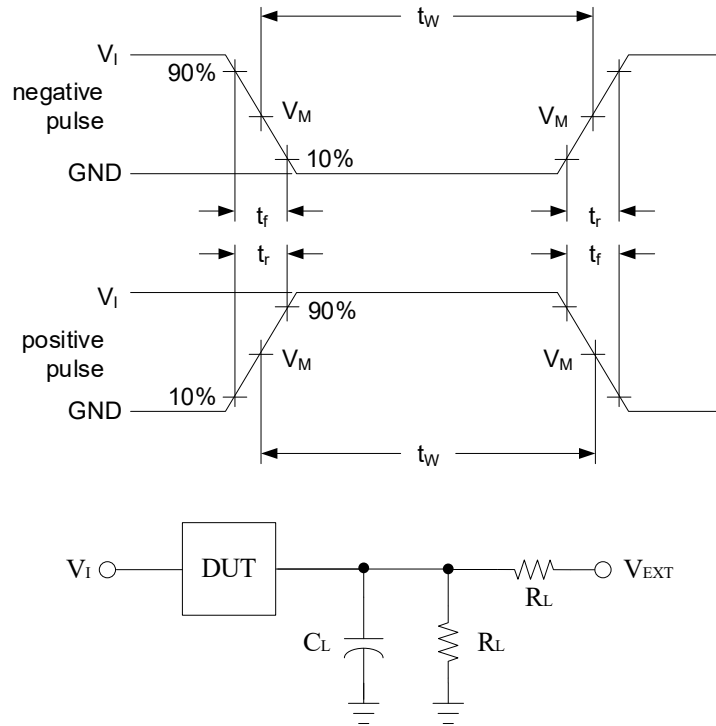 t_W
V_I
90%
negative
pulse
V_M
V_M
10%
GND
t_f
t_r
t_r
t_f
V_I
90%
positive
pulse
V_M
V_M
10%
GND
t_W
V_I
DUT
V_EXT
R_L
C_L
R_L